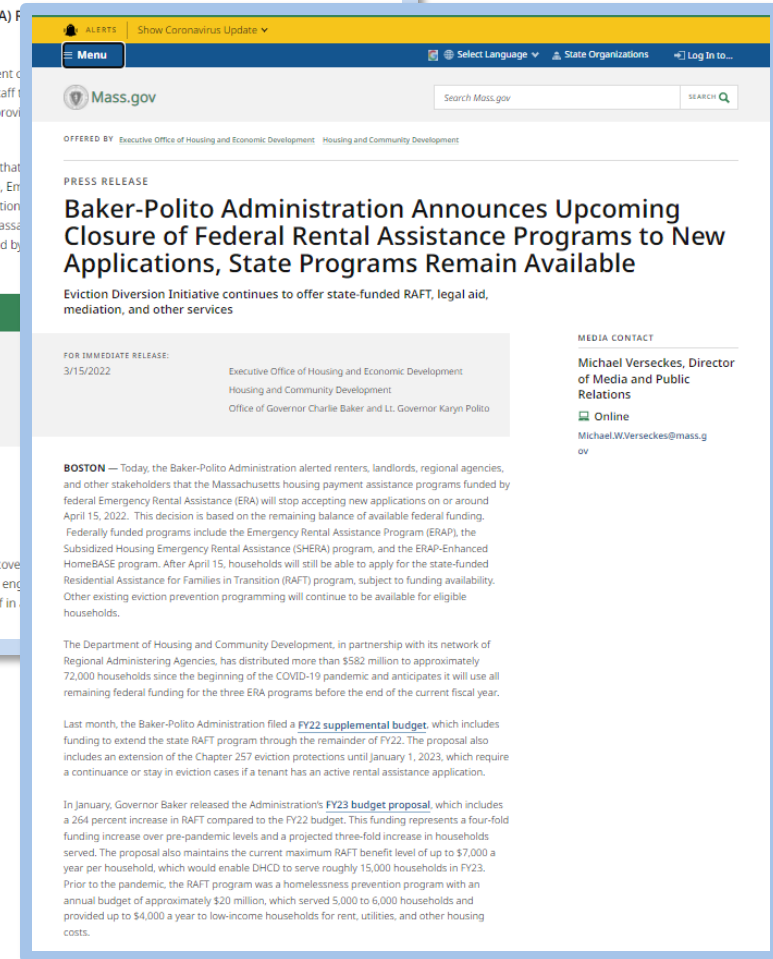 A) R
ent c
taff t
provi
that
, Em
tion
assa
d by
cove
eng
f in
ALERTS Show Coronavirus Update
Menu Select Language State Organizations Log In to...
Mass.gov Search Mass.gov SEARCH
OFFERED BY Executive Office of Housing and Economic Development Housing and Community Development
PRESS RELEASE
Baker-Polito Administration Announces Upcoming
Closure of Federal Rental Assistance Programs to New
Applications, State Programs Remain Available
Eviction Diversion Initiative continues to offer state-funded RAFT, legal aid,
mediation, and other services
FOR IMMEDIATE RELEASE:
3/15/2022
Executive Office of Housing and Economic Development
Housing and Community Development
Office of Governor Charlie Baker and Lt. Governor Karyn Polito
MEDIA CONTACT
Michael Verseckes, Director
of Media and Public
Relations
Online
Michael.W.Verseckes@mass.g
ov
BOSTON — Today, the Baker-Polito Administration alerted renters, landlords, regional agencies,
and other stakeholders that the Massachusetts housing payment assistance programs funded by
federal Emergency Rental Assistance (ERA) will stop accepting new applications on or around
April 15, 2022. This decision is based on the remaining balance of available federal funding.
Federally funded programs include the Emergency Rental Assistance Program (ERAP), the
Subsidized Housing Emergency Rental Assistance (SHERA) program, and the ERAP-Enhanced
HomeBASE program. After April 15, households will still be able to apply for the state-funded
Residential Assistance for Families in Transition (RAFT) program, subject to funding availability.
Other existing eviction prevention programming will continue to be available for eligible
households.
The Department of Housing and Community Development, in partnership with its network of
Regional Administering Agencies, has distributed more than $582 million to approximately
72,000 households since the beginning of the COVID-19 pandemic and anticipates it will use all
remaining federal funding for the three ERA programs before the end of the current fiscal year.
Last month, the Baker-Polito Administration filed a FY22 supplemental budget, which includes
funding to extend the state RAFT program through the remainder of FY22. The proposal also
includes an extension of the Chapter 257 eviction protections until January 1, 2023, which require
a continuance or stay in eviction cases if a tenant has an active rental assistance application.
In January, Governor Baker released the Administration's FY23 budget proposal, which includes
a 264 percent increase in RAFT compared to the FY22 budget. This funding represents a four-fold
funding increase over pre-pandemic levels and a projected three-fold increase in households
served. The proposal also maintains the current maximum RAFT benefit level of up to $7,000 a
year per household, which would enable DHCD to serve roughly 15,000 households in FY23.
Prior to the pandemic, the RAFT program was a homelessness prevention program with an
annual budget of approximately $20 million, which served 5,000 to 6,000 households and
provided up to $4,000 a year to low-income households for rent, utilities, and other housing
costs.